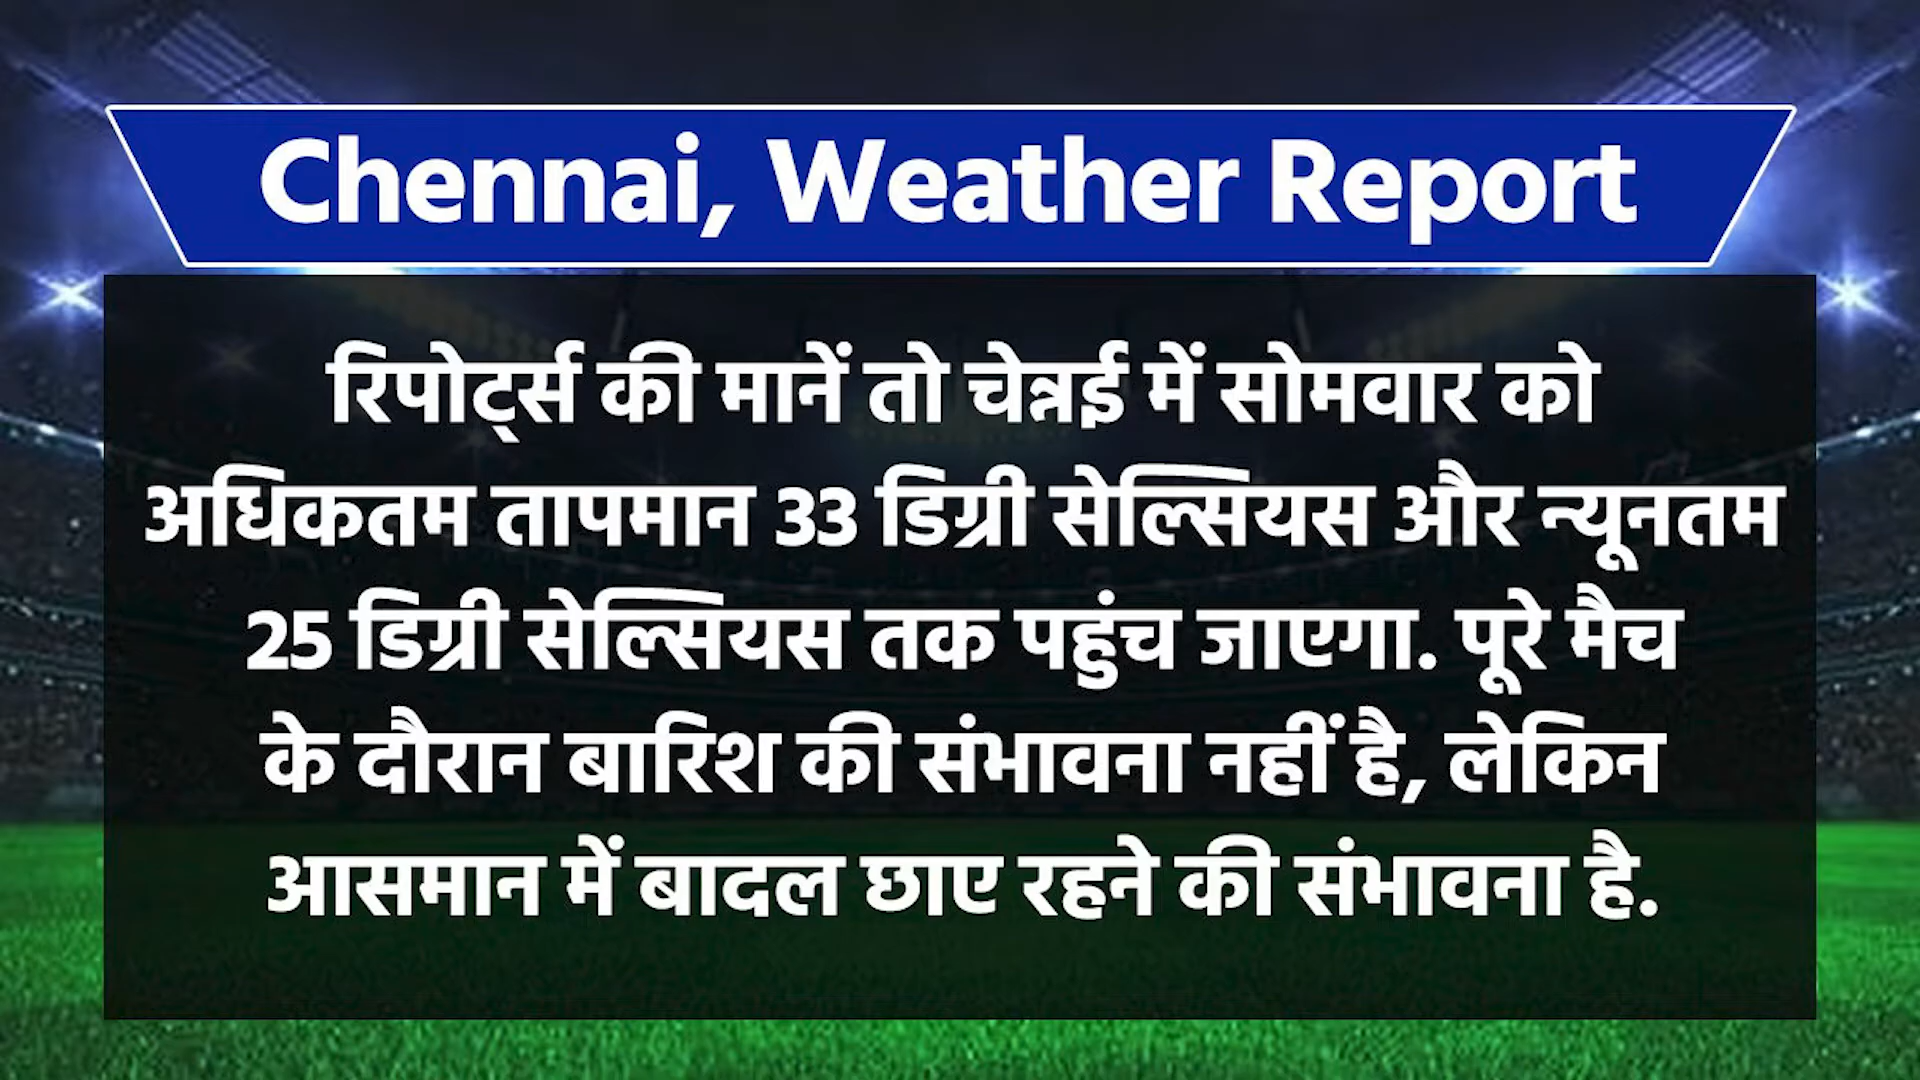 Chennai, Weather Report
रिपोर्ट्स की मानें तो चेन्नई में सोमवार को
अधिकतम तापमान 33 डिग्री सेल्सियस और न्यूनतम
25 डिग्री सेल्सियस तक पहुंच जाएगा. पूरे मैच
के दौरान बारिश की संभावना नहीं है, लेकिन
आसमान में बादल छाए रहने की संभावना है.